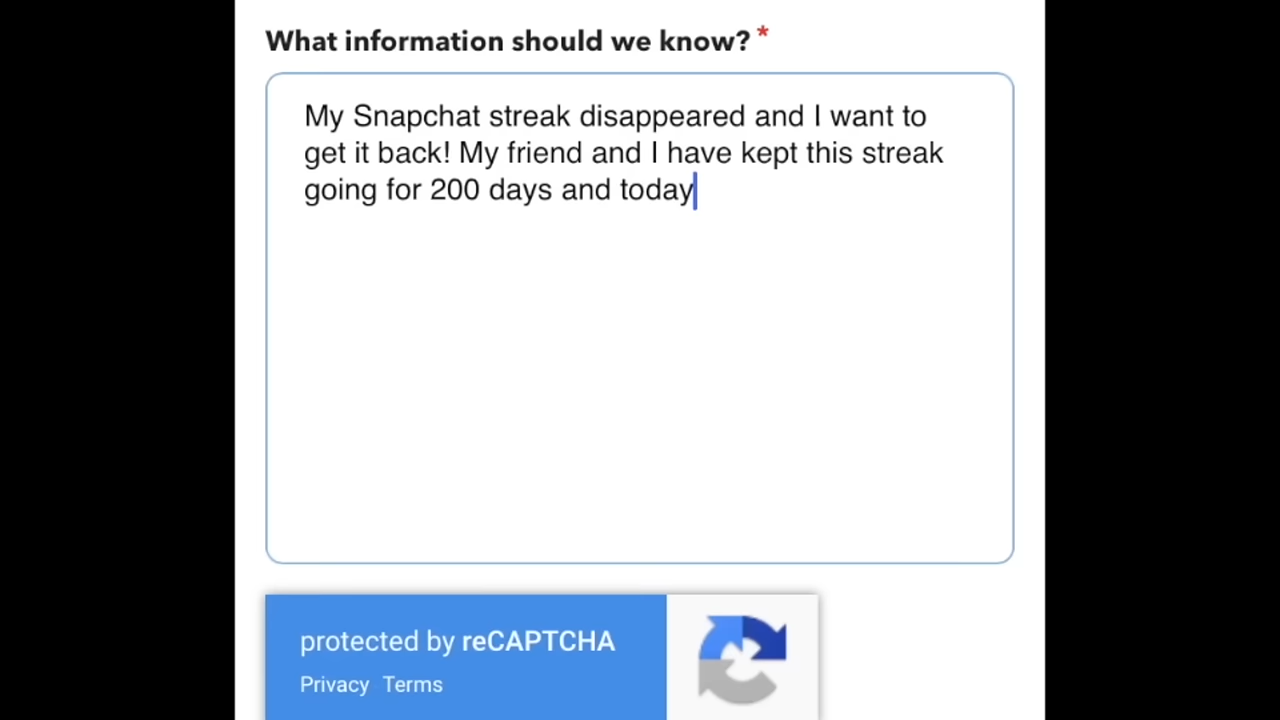 What information should we know? *
My Snapchat streak disappeared and I want to
get it back! My friend and I have kept this streak
going for 200 days and today
protected by reCAPTCHA
Privacy Terms